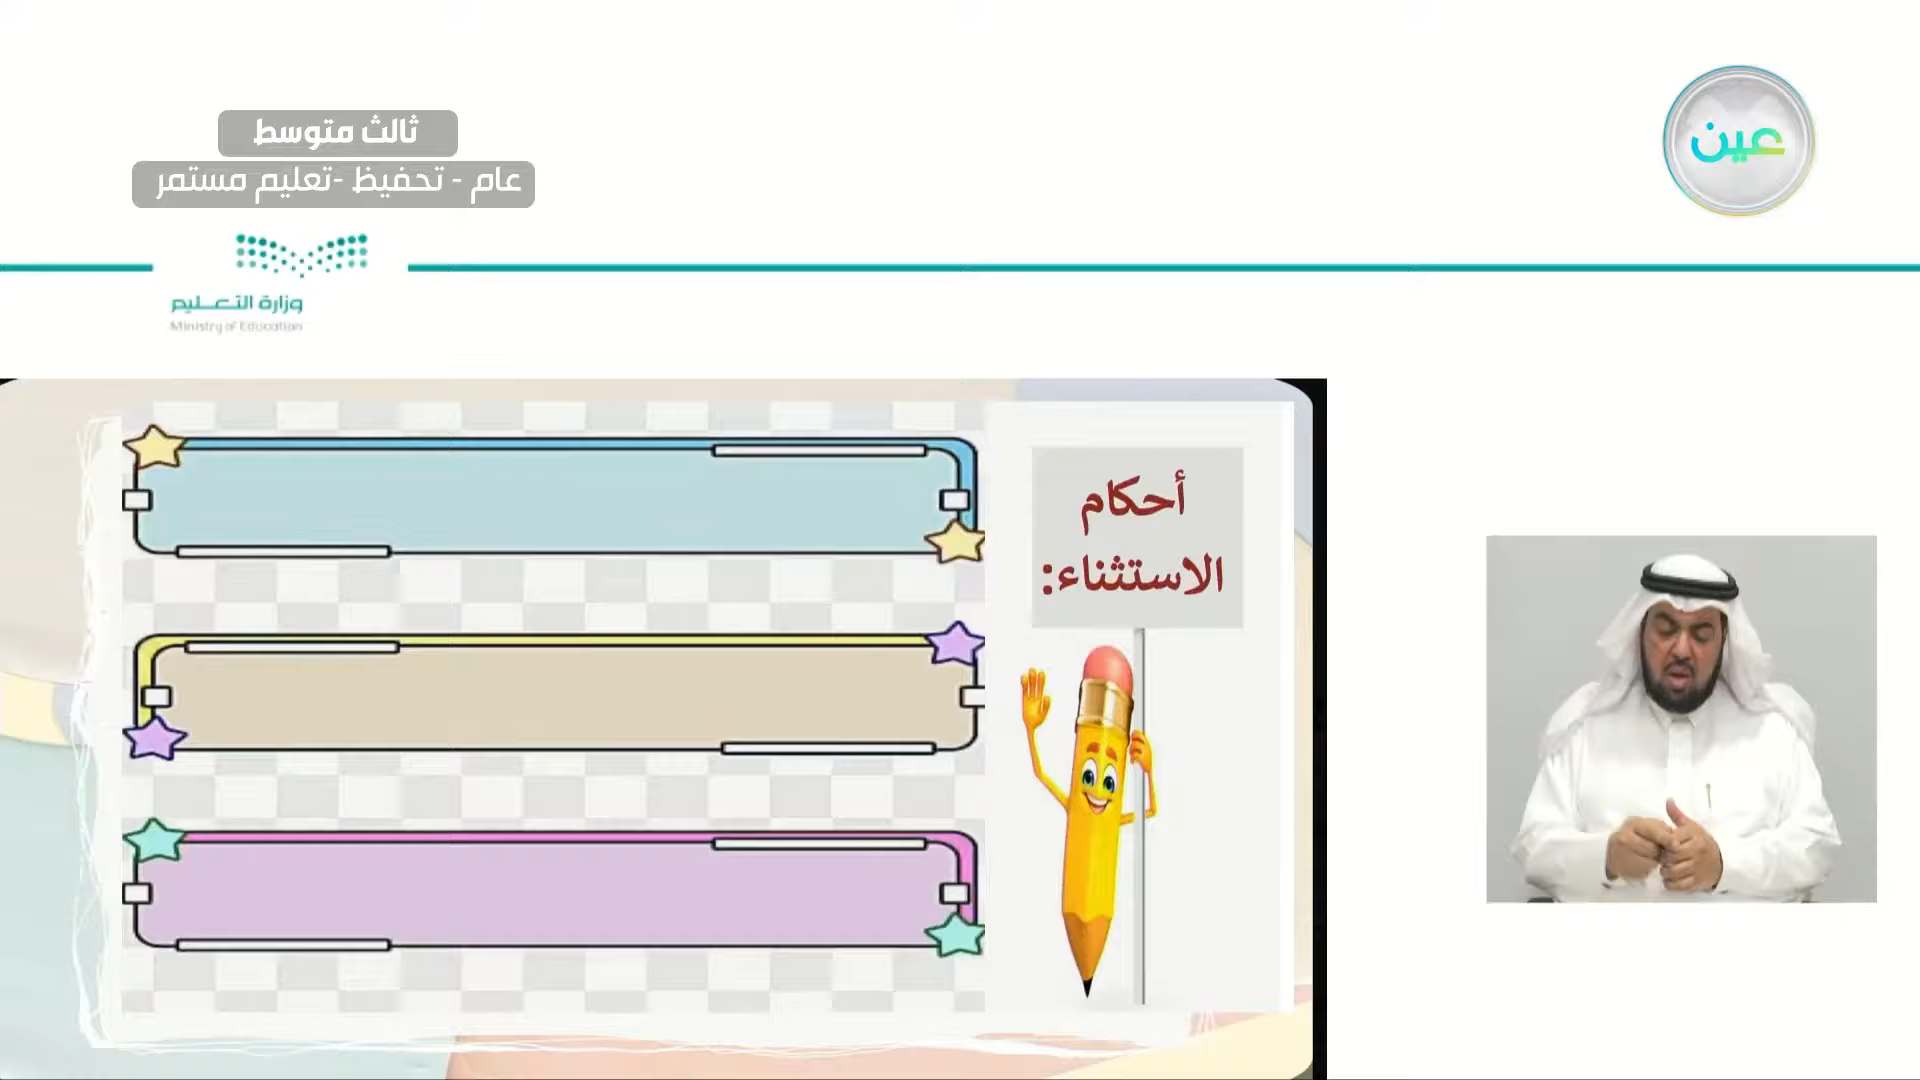 ثالث متوسط
عام - تحفيظ -تعليم مستمر
عين
وزارة التعليم
Ministry of Education
أحكام
الاستثناء: